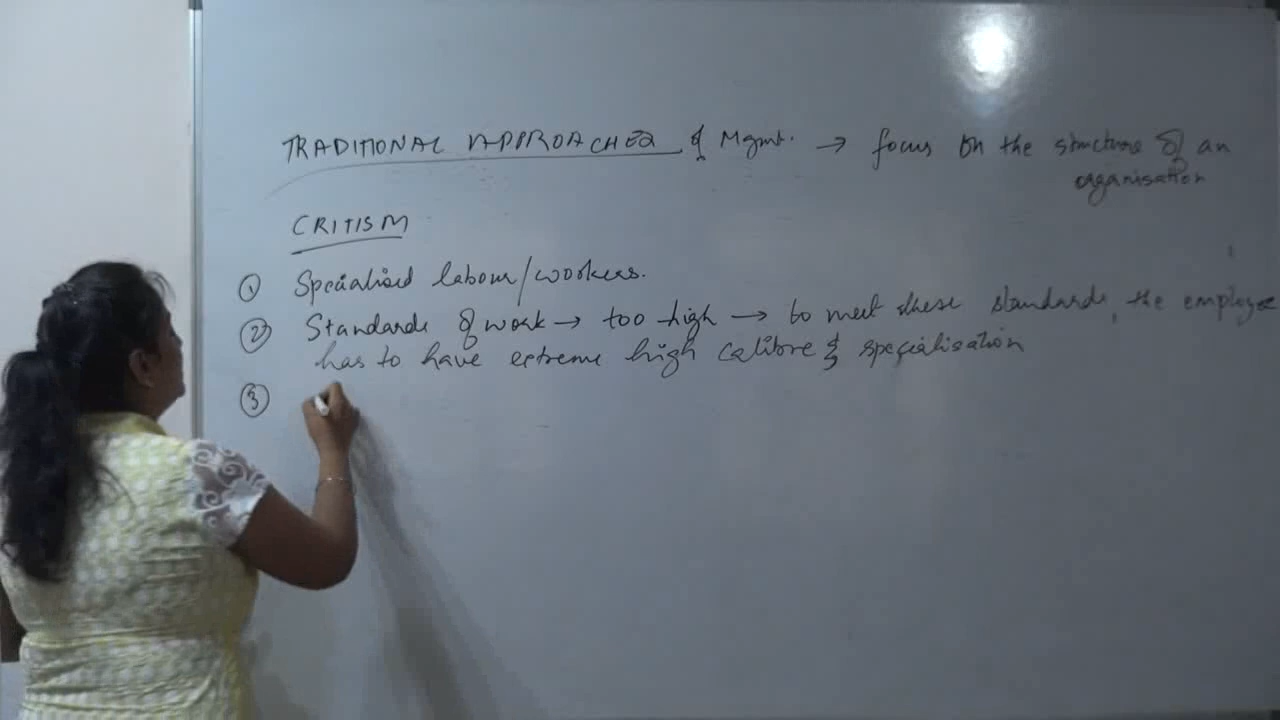 TRADITIONAL APPROACHES of Mgmt. → focus on the structure of an
organisation
CRITISM
① Specialised labour/workers.
② Standards of work → too high → to meet these standards, the employee
has to have extreme high calibre & specialisation
③